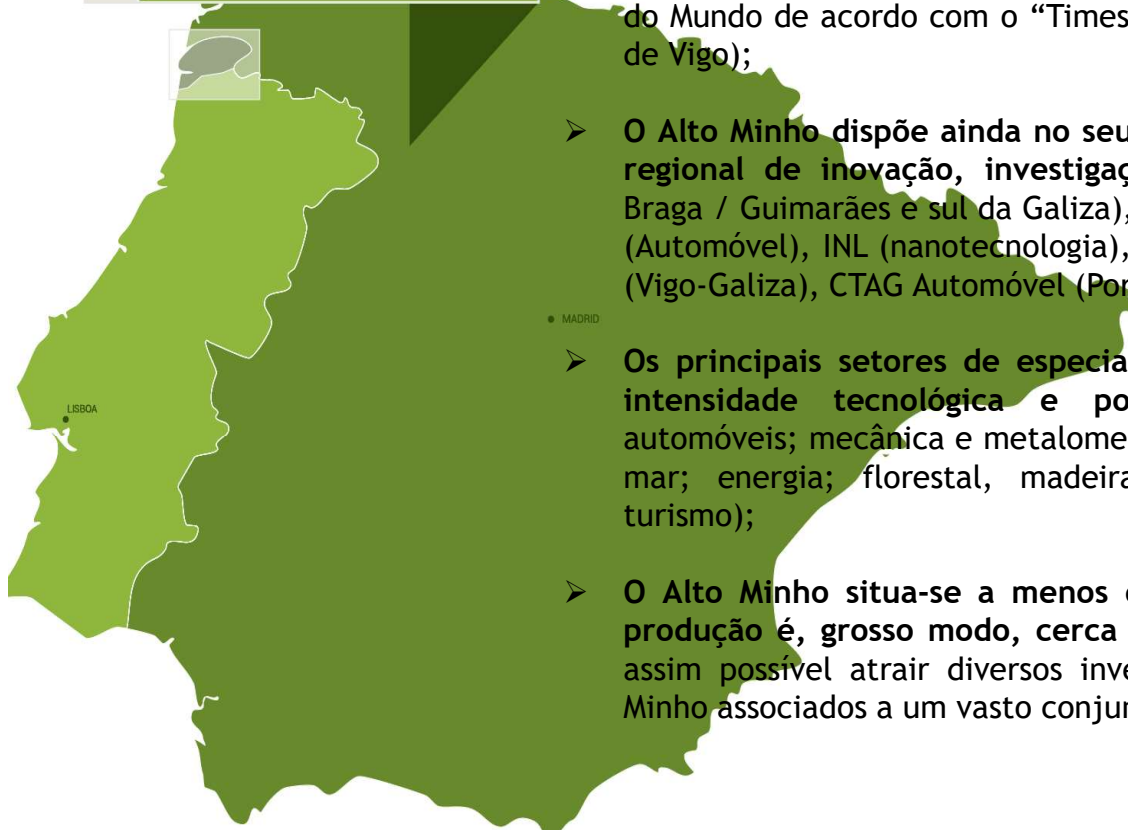 do Mundo de acordo com o “Times
de Vigo);
➢ O Alto Minho dispõe ainda no seu
regional de inovação, investigaç
Braga / Guimarães e sul da Galiza),
(Automóvel), INL (nanotecnologia),
(Vigo-Galiza), CTAG Automóvel (Por
MADRID
➢ Os principais setores de especia
intensidade tecnológica e po
automóveis; mecânica e metalome
mar; energia; florestal, madeira
turismo);
LISBOA
➢ O Alto Minho situa-se a menos
produção é, grosso modo, cerca
assim possível atrair diversos inve
Minho associados a um vasto conju